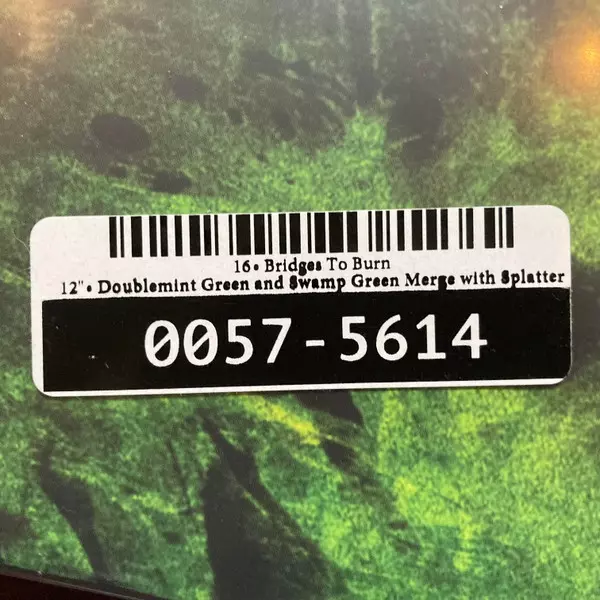 16• Bridges To Burn
12"• Doublemint Green and Swamp Green Merge with Splatter
0057-5614